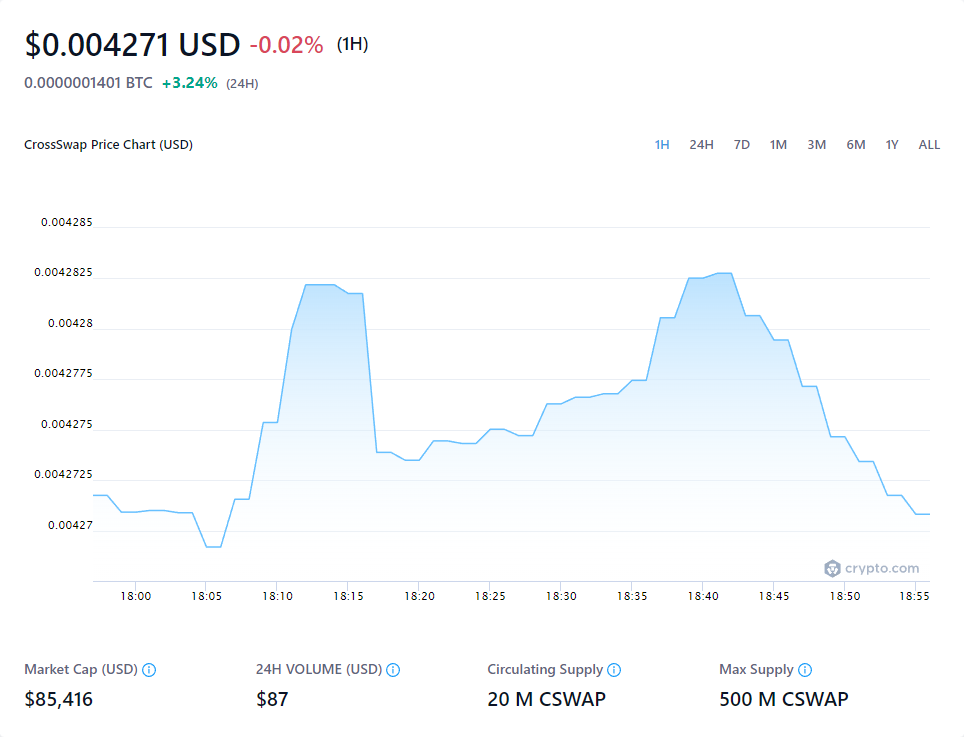 $0.004271 USD -0.02% (1H)
0.0000001401 BTC +3.24% (24H)
CrossSwap Price Chart (USD) 1H 24H 7D 1M 3M 6M 1Y ALL
0.004285
0.0042825
0.00428
0.0042775
0.004275
0.0042725
0.00427
crypto.com
18:00 18:05 18:10 18:15 18:20 18:25 18:30 18:35 18:40 18:45 18:50 18:55
Market Cap (USD) 24H VOLUME (USD) Circulating Supply Max Supply
$85,416 $87 20 M CSWAP 500 M CSWAP